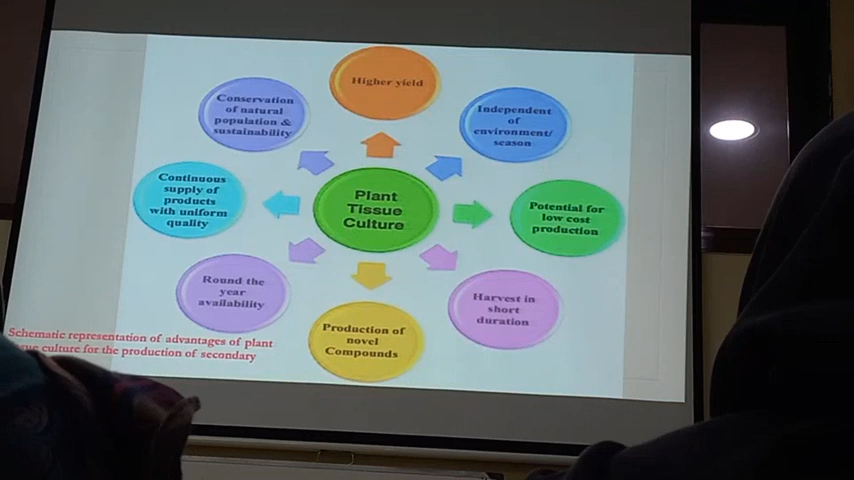 Higher yield
Independent
of
environment/
season
Potential for
low cost
production
Harvest in
short
duration
Production of
novel
Compounds
Round the
year
availability
Continuous
supply of
products
with uniform
quality
Conservation
of natural
population &
sustainability
Plant
Tissue
Culture
Schematic representation of advantages of plant
culture for the production of secondary